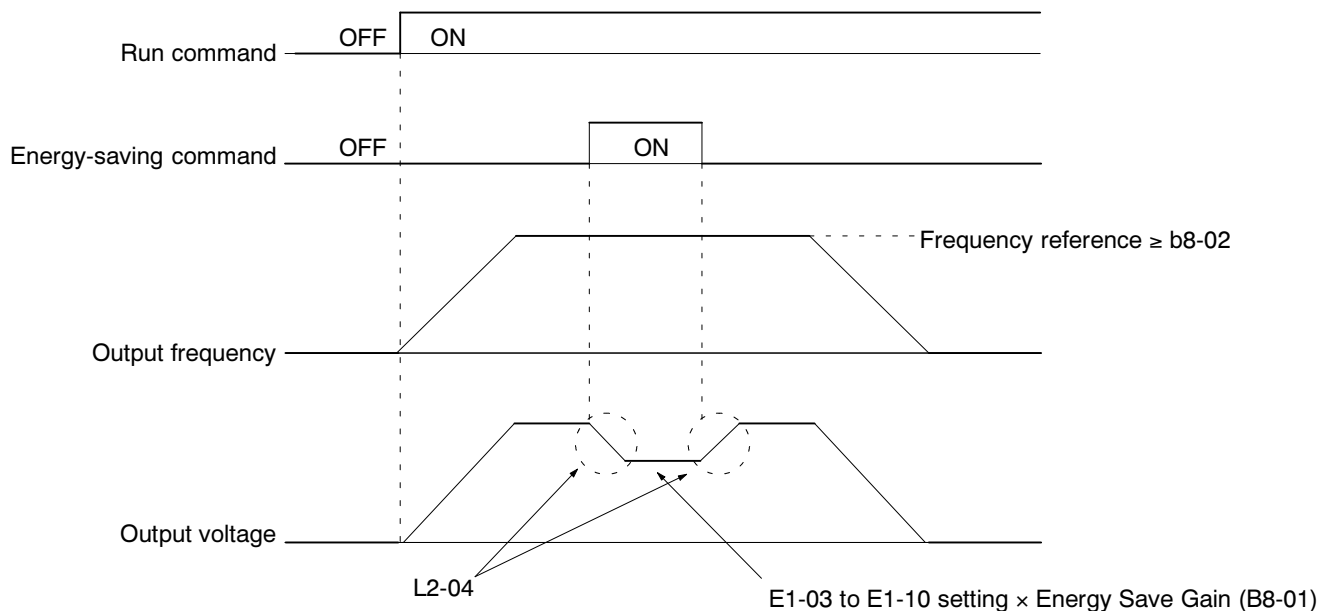 OFF ON
Run command
Energy-saving command OFF ON
Frequency reference ≥ b8-02
Output frequency
Output voltage
L2-04
E1-03 to E1-10 setting × Energy Save Gain (B8-01)